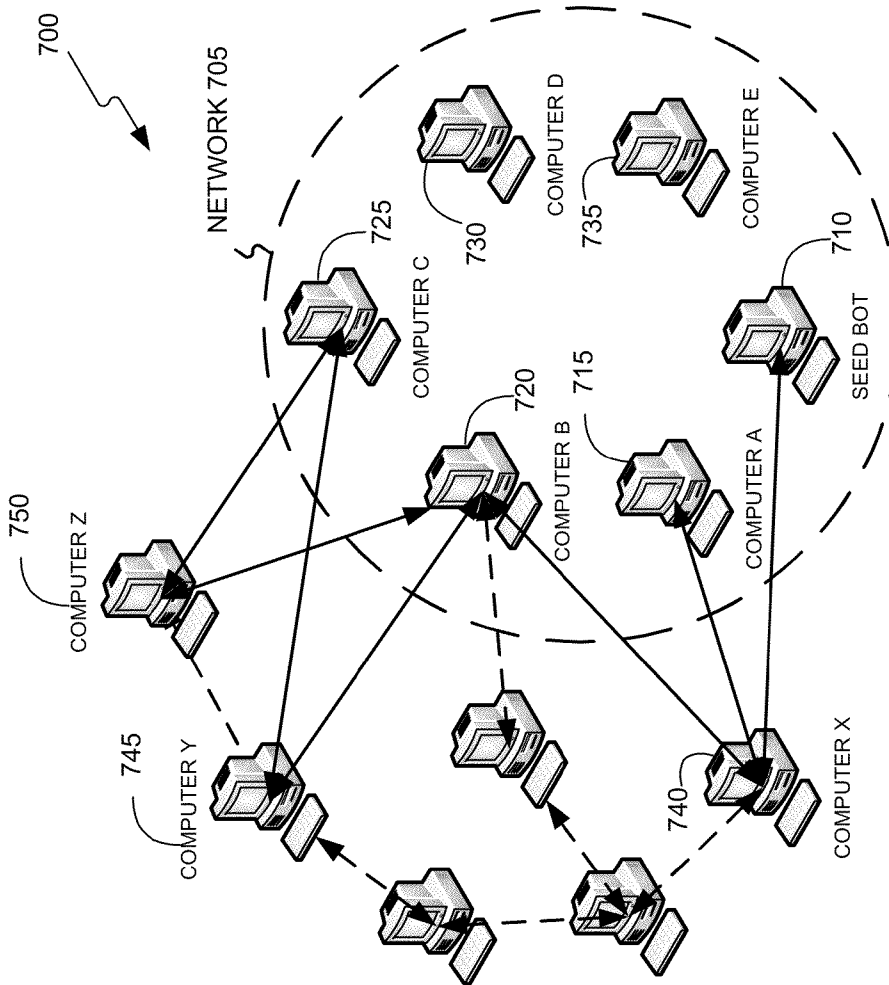 750
700
COMPUTER Z
745
COMPUTER Y
NETWORK 705
725
COMPUTER C
730
720
COMPUTER B
COMPUTER D
715
735
740
COMPUTER A
COMPUTER E
710
COMPUTER X
SEED BOT